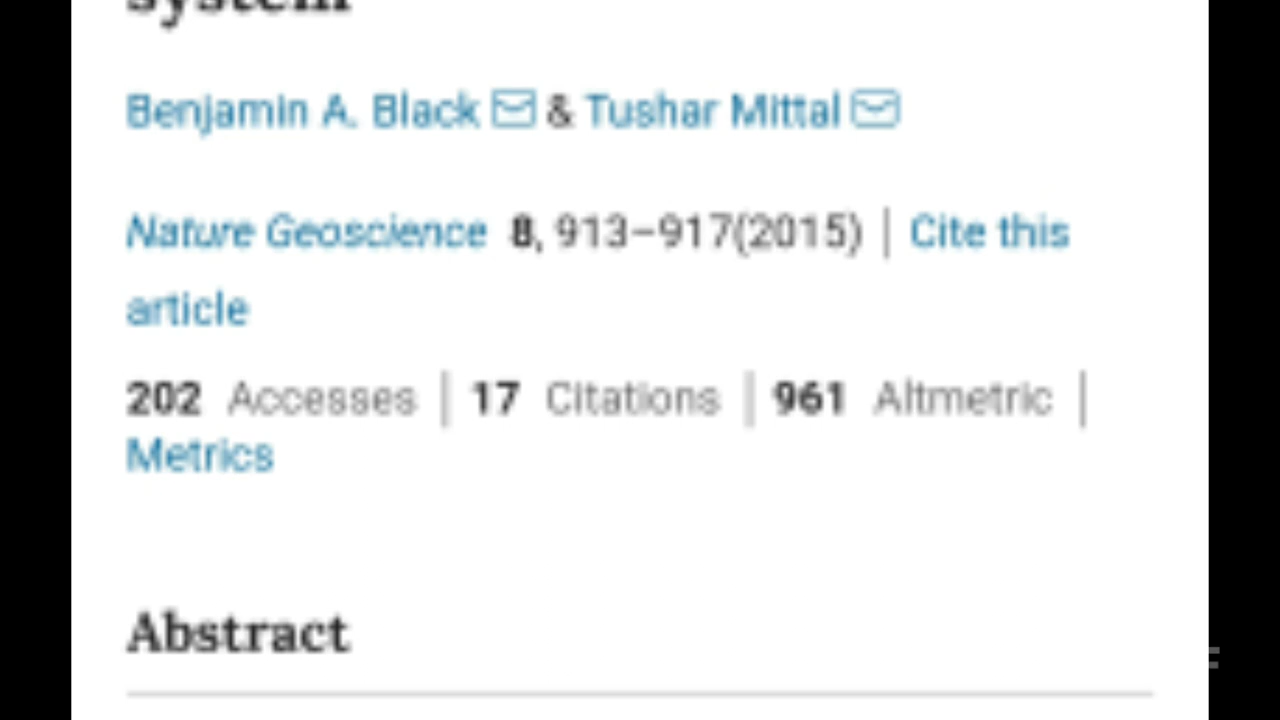 system
Benjamin A. Black & Tushar Mittal
Nature Geoscience 8, 913–917(2015) | Cite this
article
202 Accesses | 17 Citations | 961 Altmetric |
Metrics
Abstract